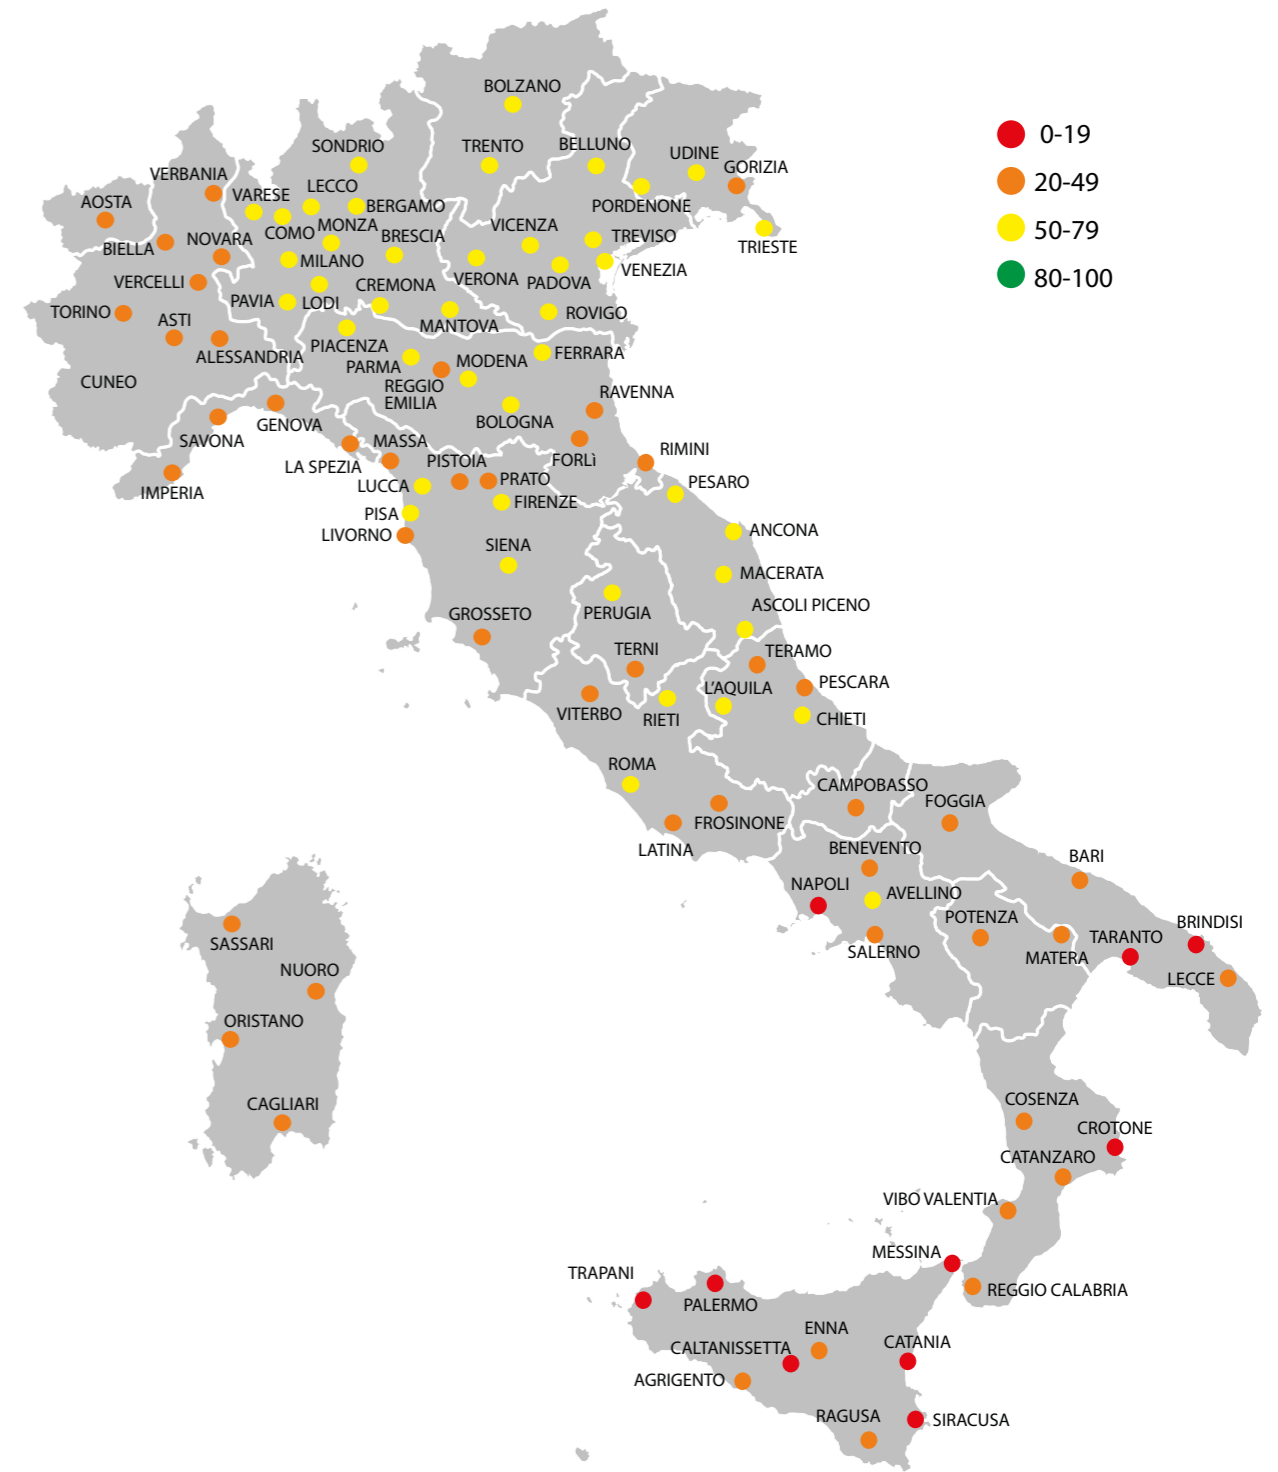 BOLZANO
0-19
SONDRIO
TRENTO
BELLUNO
UDINE
GORIZIA
VERBANIA
20-49
AOSTA
VARESE
LECCO
BERGAMO
PORDENONE
COMO
MONZA
VICENZA
TREVISO
50-79
BIELLA
NOVARA
BRESCIA
TRIESTE
MILANO
VENEZIA
VERCELLI
CREMONA
VERONA
PADOVA
80-100
PAVIA
LODI
TORINO
ASTI
MANTOVA
ROVIGO
PIACENZA
ALESSANDRIA
FERRARA
PARMA
MODENA
CUNEO
REGGIO
EMILIA
RAVENNA
BOLOGNA
GENOVA
SAVONA
MASSA
LA SPEZIA
PISTOIA
FORLì
RIMINI
IMPERIA
LUCCA
PRATO
PESARO
FIRENZE
PISA
LIVORNO
ANCONA
SIENA
MACERATA
GROSSETO
PERUGIA
ASCOLI PICENO
TERNI
TERAMO
L'AQUILA
PESCARA
VITERBO
RIETI
CHIETI
ROMA
CAMPOBASSO
FOGGIA
FROSINONE
LATINA
BENEVENTO
BARI
NAPOLI
AVELLINO
POTENZA
BRINDISI
TARANTO
SALERNO
MATERA
LECCE
SASSARI
NUORO
ORISTANO
CAGLIARI
COSENZA
CROTONE
CATANZARO
VIBO VALENTIA
MESSINA
TRAPANI
PALERMO
REGGIO CALABRIA
ENNA
CALTANISSETTA
CATANIA
AGRIGENTO
RAGUSA
SIRACUSA